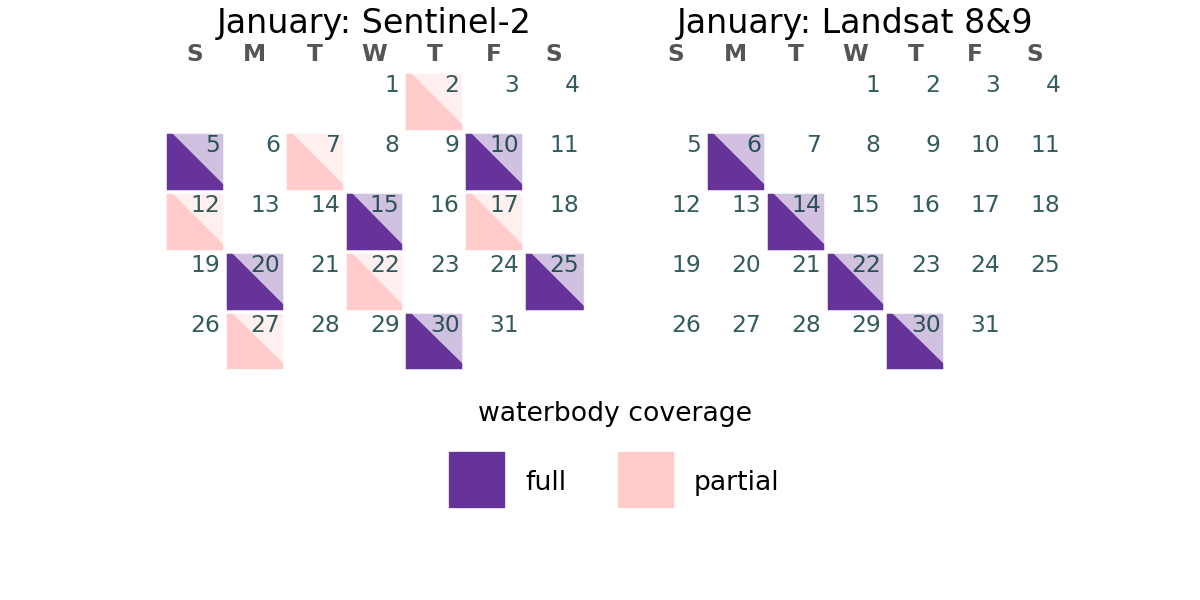 January: Sentinel-2
S M T W T F S
1 2 3 4
5 6 7 8 9 10 11
12 13 14 15 16 17 18
19 20 21 22 23 24 25
26 27 28 29 30 31
January: Landsat 8&9
S M T W T F S
1 2 3 4
5 6 7 8 9 10 11
12 13 14 15 16 17 18
19 20 21 22 23 24 25
26 27 28 29 30 31
waterbody coverage
full partial